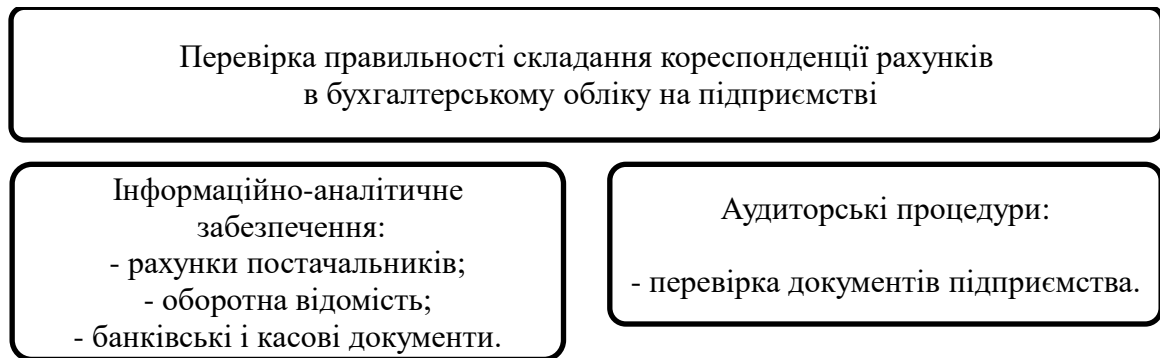 Перевірка правильності складання кореспонденції рахунків
в бухгалтерському обліку на підприємстві
Інформаційно-аналітичне
забезпечення:
- рахунки постачальників;
- оборотна відомість;
- банківські і касові документи.
Аудиторські процедури:
- перевірка документів підприємства.